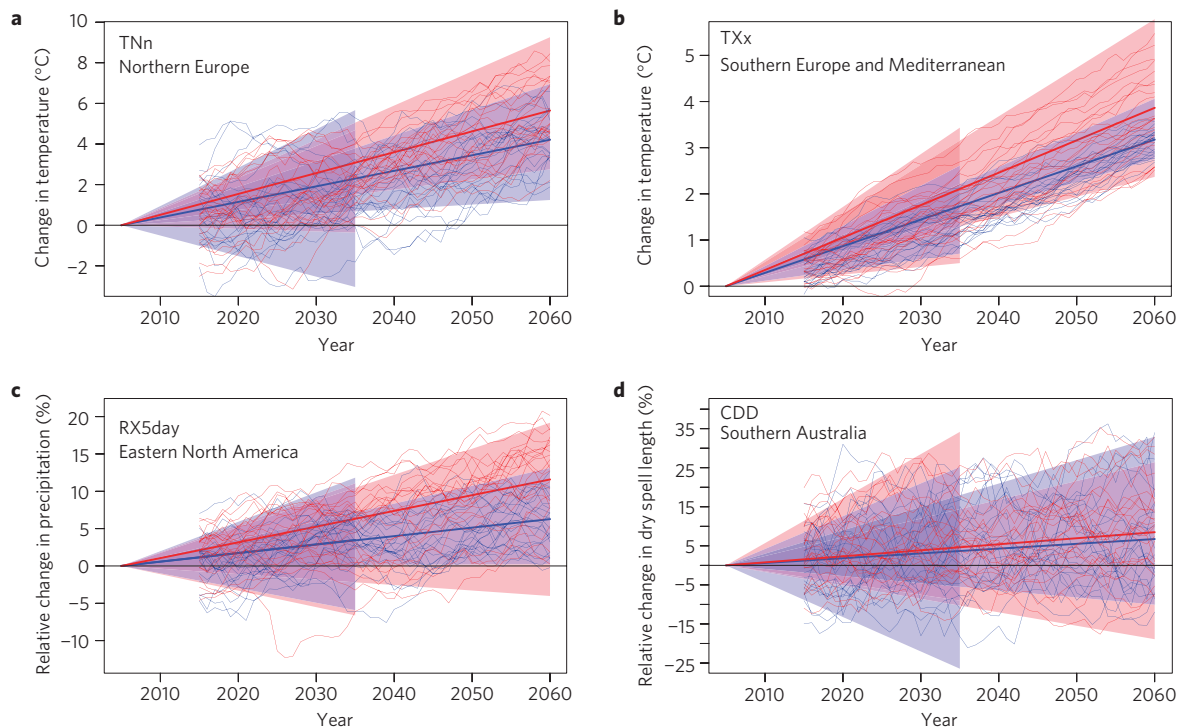 a
TNn
Northern Europe
Change in temperature (°C)
10
8
6
4
2
0
−2
2010 2020 2030 2040 2050 2060
Year
b
TXx
Southern Europe and Mediterranean
Change in temperature (°C)
5
4
3
2
1
0
2010 2020 2030 2040 2050 2060
Year
c
RX5day
Eastern North America
Relative change in precipitation (%)
20
15
10
5
0
−5
−10
2010 2020 2030 2040 2050 2060
Year
d
CDD
Southern Australia
Relative change in dry spell length (%)
35
25
15
5
−5
−15
−25
2010 2020 2030 2040 2050 2060
Year